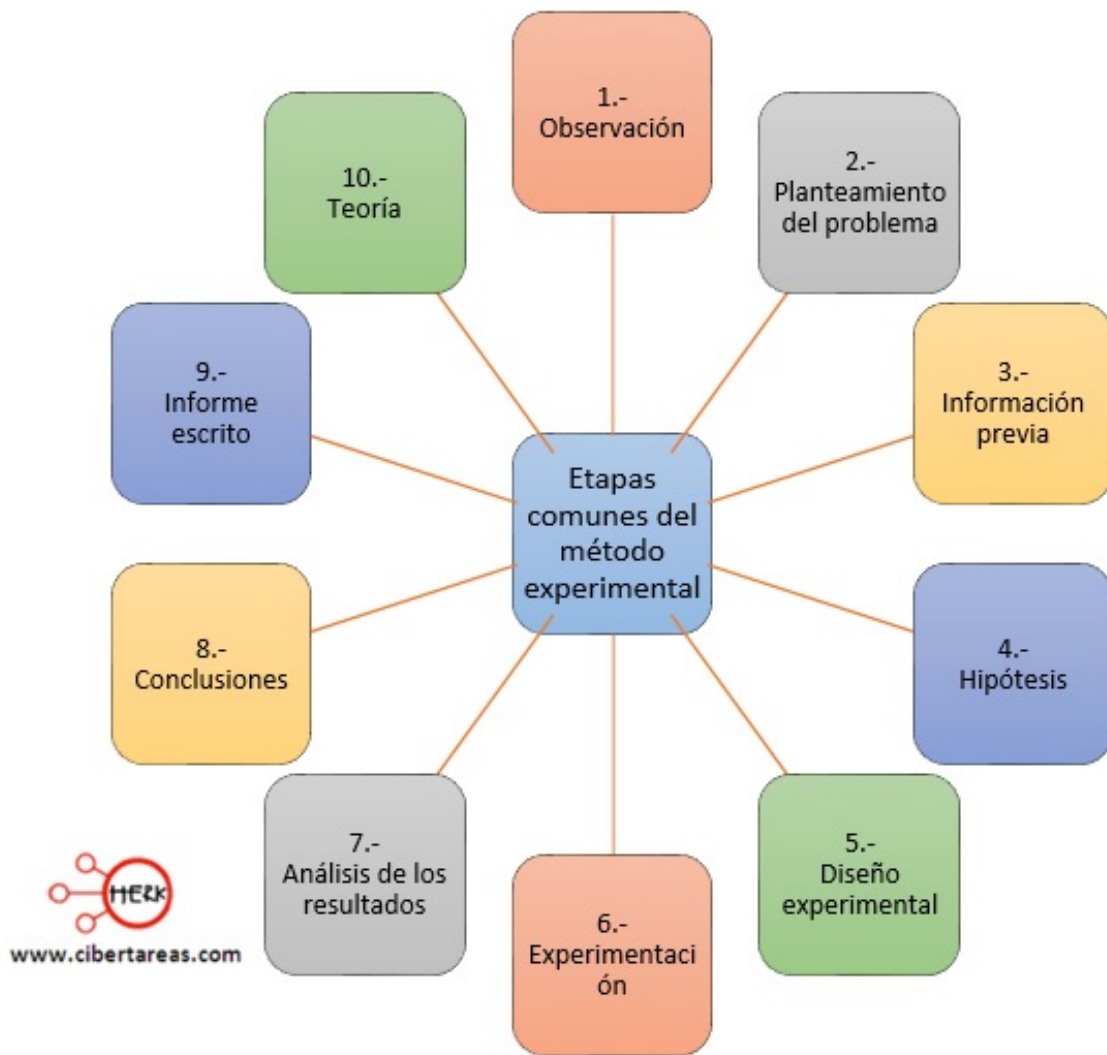 1.-
Observación
2.-
Planteamiento
del problema
3.-
Información
previa
4.-
Hipótesis
5.-
Diseño
experimental
6.-
Experimentaci
ón
7.-
Análisis de los
resultados
8.-
Conclusiones
9.-
Informe
escrito
10.-
Teoría
Etapas
comunes del
método
experimental
HERK
www.cibertareas.com